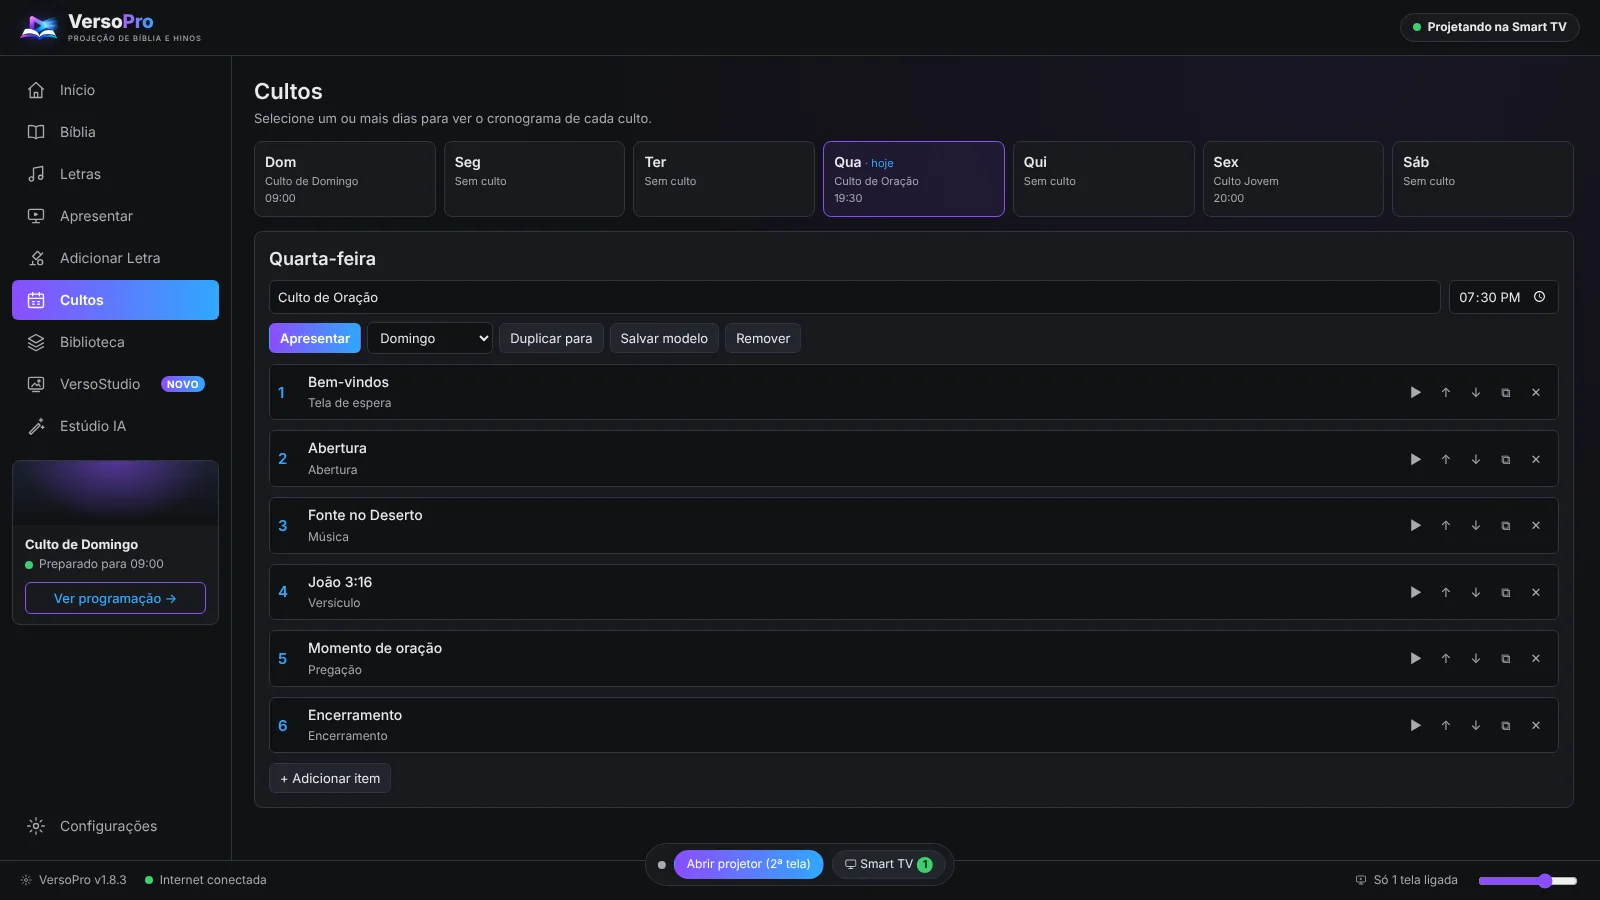 VersoPro
PROJEÇÃO DE BÍBLIA E HINOS
Projetando na Smart TV
Início
Bíblia
Letras
Apresentar
Adicionar Letra
Cultos
Biblioteca
VersoStudio NOVO
Estúdio IA
Culto de Domingo
Preparado para 09:00
Ver programação →
Configurações
Cultos
Selecione um ou mais dias para ver o cronograma de cada culto.
Dom
Culto de Domingo
09:00
Seg
Sem culto
Ter
Sem culto
Qua · hoje
Culto de Oração
19:30
Qui
Sem culto
Sex
Culto Jovem
20:00
Sáb
Sem culto
Quarta-feira
Culto de Oração
07:30 PM
Apresentar
Domingo
Duplicar para
Salvar modelo
Remover
1
Bem-vindos
Tela de espera
2
Abertura
Abertura
3
Fonte no Deserto
Música
4
João 3:16
Versículo
5
Momento de oração
Pregação
6
Encerramento
Encerramento
+ Adicionar item
VersoPro v1.8.3
Internet conectada
Abrir projetor (2ª tela)
Smart TV 1
Só 1 tela ligada